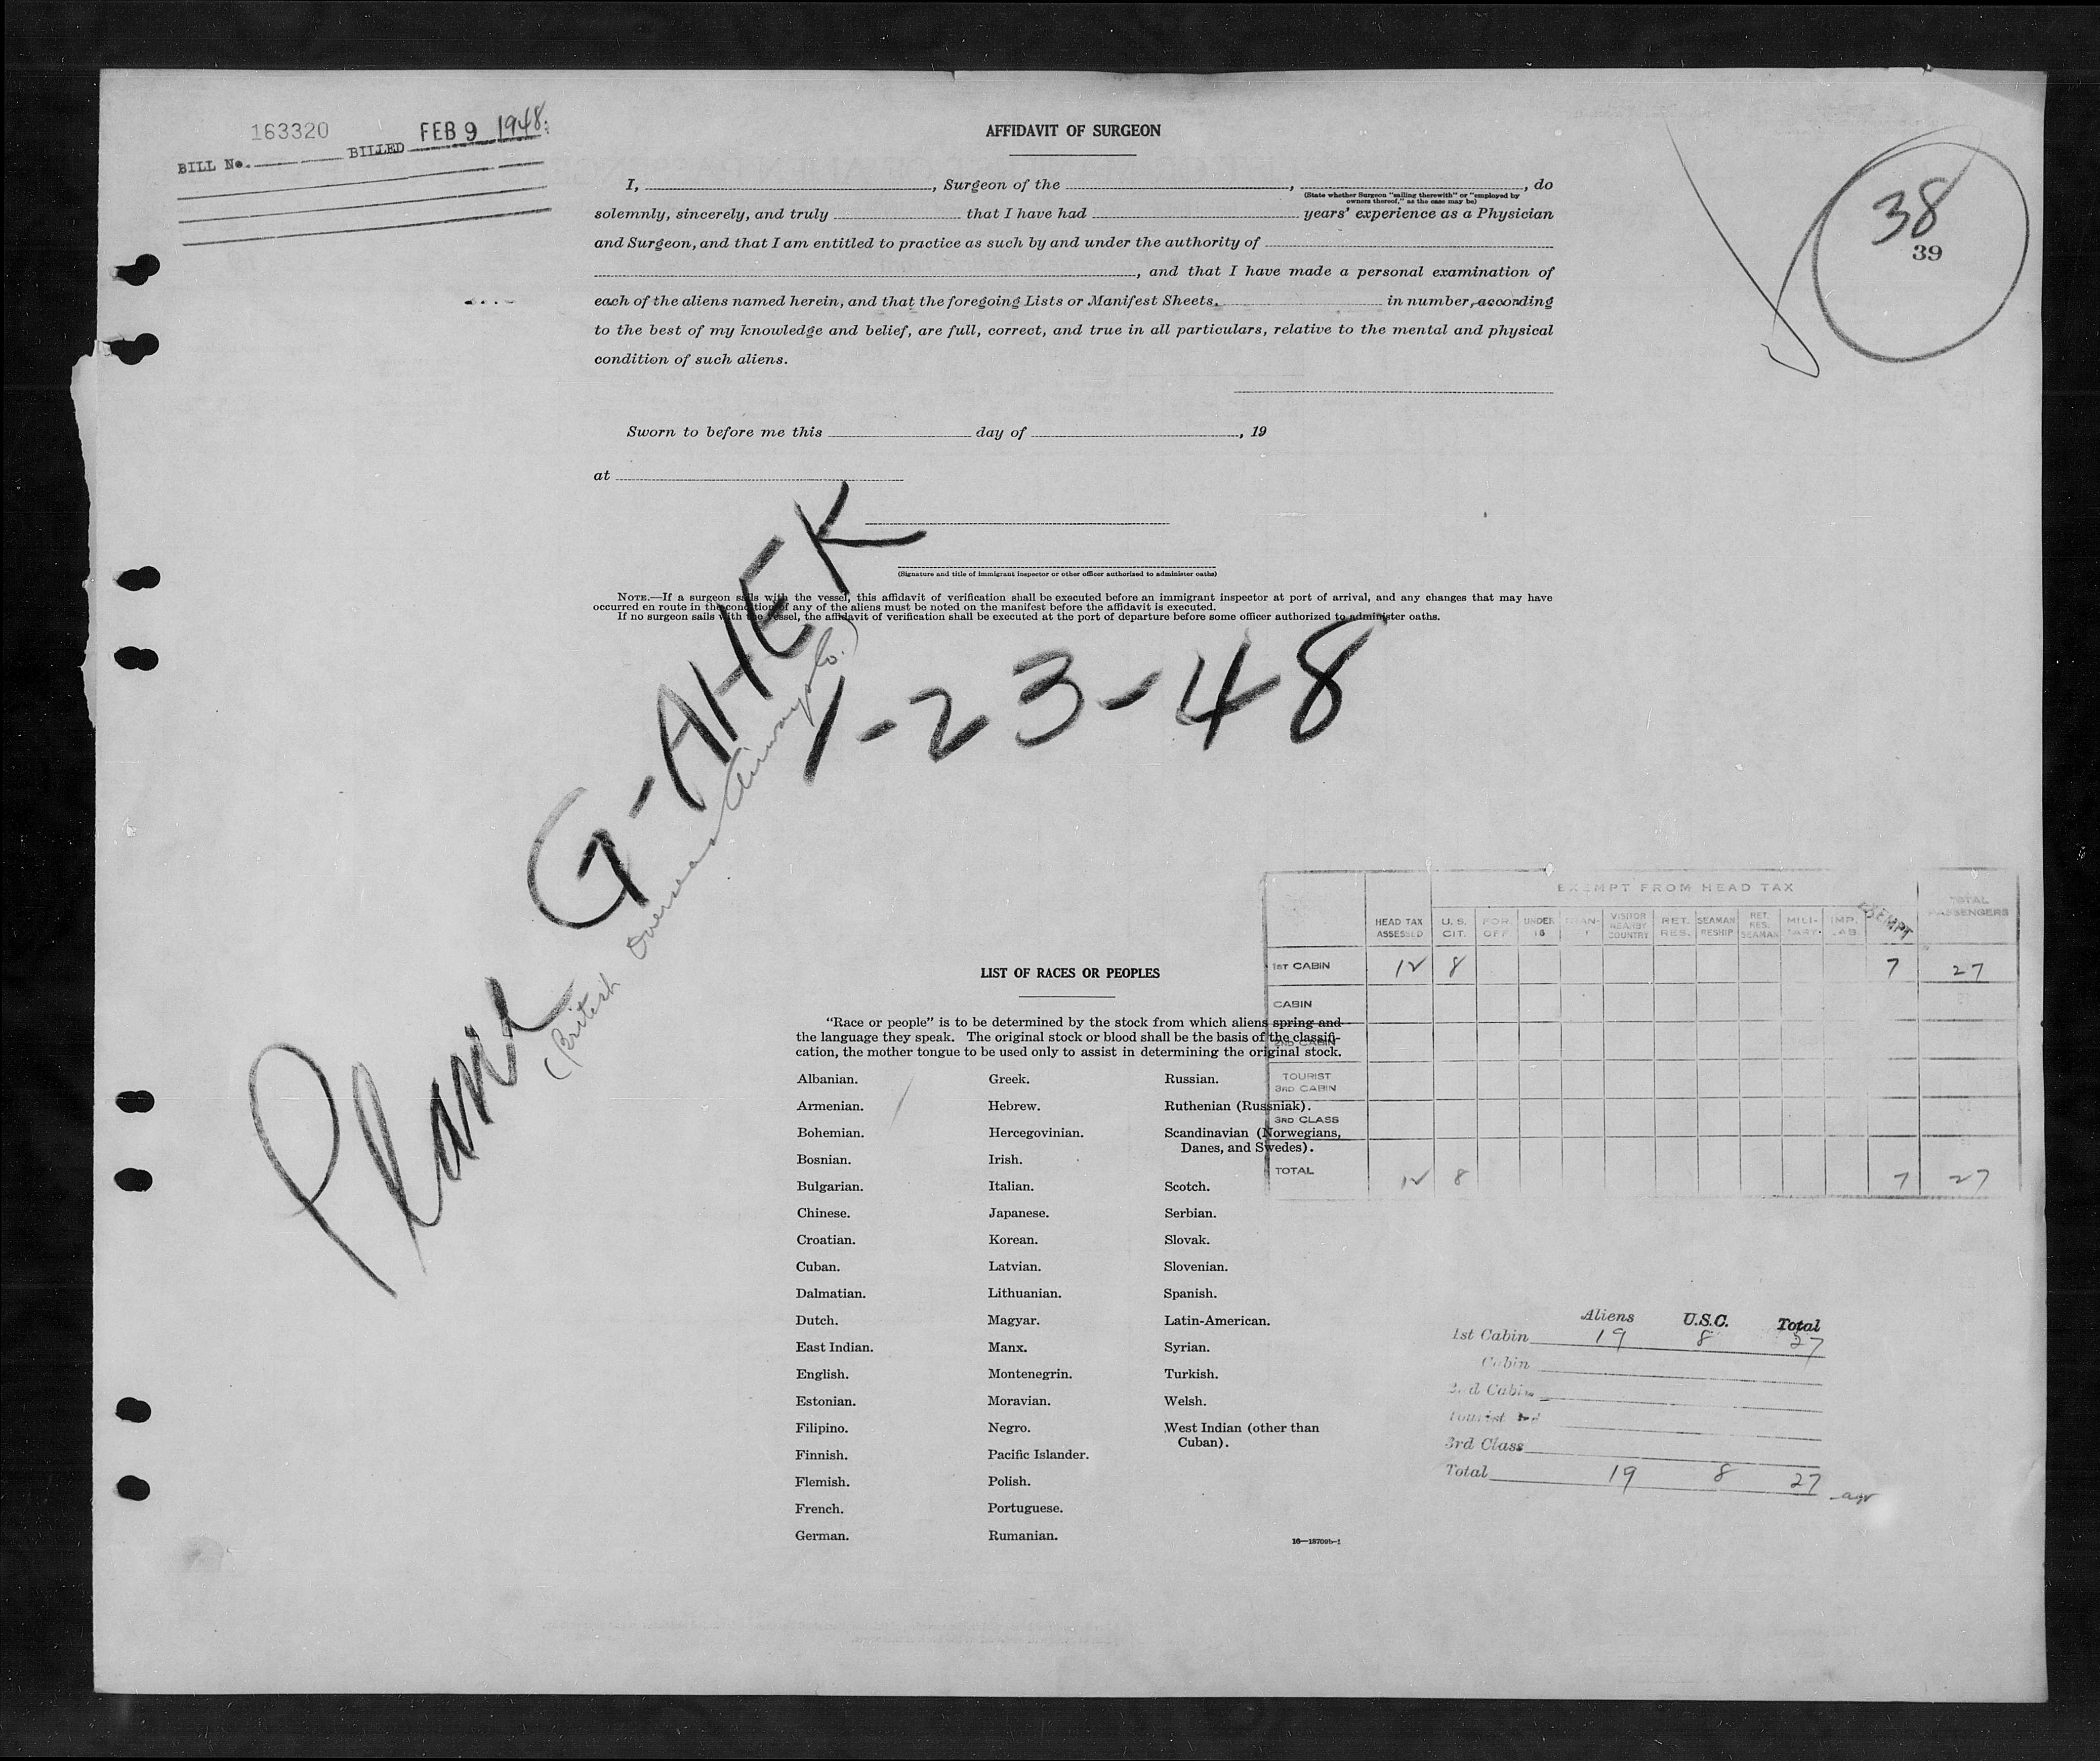 163320
BILL No. BILLED FEB 9 1948
AFFIDAVIT OF SURGEON
I, , Surgeon of the , , do
(State whether Surgeon "sailing therewith" or "employed by
owners thereof," as the case may be)
solemnly, sincerely, and truly that I have had years' experience as a Physician
and Surgeon, and that I am entitled to practice as such by and under the authority of
, and that I have made a personal examination of
each of the aliens named herein, and that the foregoing Lists or Manifest Sheets, in number, according
to the best of my knowledge and belief, are full, correct, and true in all particulars, relative to the mental and physical
condition of such aliens.
Sworn to before me this day of , 19
at
(Signature and title of immigrant inspector or other officer authorized to administer oaths)
NOTE.—If a surgeon sails with the vessel, this affidavit of verification shall be executed before an immigrant inspector at port of arrival, and any changes that may have
occurred en route in the condition of any of the aliens must be noted on the manifest before the affidavit is executed.
If no surgeon sails with the vessel, the affidavit of verification shall be executed at the port of departure before some officer authorized to administer oaths.
38
39
Plane G-AHEK
(British Overseas Airways Co.)
1-23-48
EXEMPT FROM HEAD TAX
HEAD TAX ASSESSED U. S. CIT. FOR. OFF UNDER 16 TRAN- VISITOR NEARBY COUNTRY RET. RES. SEAMAN RESHIP RET. RES. SEAMAN MILI- TARY. IMP. LAB. EXEMPT TOTAL PASSENGERS
1ST CABIN 12 8 7 27
CABIN
2ND CABIN
TOURIST
3RD CABIN
3RD CLASS
TOTAL 12 8 7 27
LIST OF RACES OR PEOPLES
"Race or people" is to be determined by the stock from which aliens spring and
the language they speak. The original stock or blood shall be the basis of the classifi-
cation, the mother tongue to be used only to assist in determining the original stock.
Albanian.
Armenian.
Bohemian.
Bosnian.
Bulgarian.
Chinese.
Croatian.
Cuban.
Dalmatian.
Dutch.
East Indian.
English.
Estonian.
Filipino.
Finnish.
Flemish.
French.
German.
Greek.
Hebrew.
Hercegovinian.
Irish.
Italian.
Japanese.
Korean.
Latvian.
Lithuanian.
Magyar.
Manx.
Montenegrin.
Moravian.
Negro.
Pacific Islander.
Polish.
Portuguese.
Rumanian.
Russian.
Ruthenian (Russniak).
Scandinavian (Norwegians,
Danes, and Swedes).
Scotch.
Serbian.
Slovak.
Slovenian.
Spanish.
Latin-American.
Syrian.
Turkish.
Welsh.
West Indian (other than
Cuban).
16—18709b-1
Aliens U.S.C. Total
1st Cabin 19 8 27
Cabin
2nd Cabin
Tourist
3rd Class
Total 19 8 27